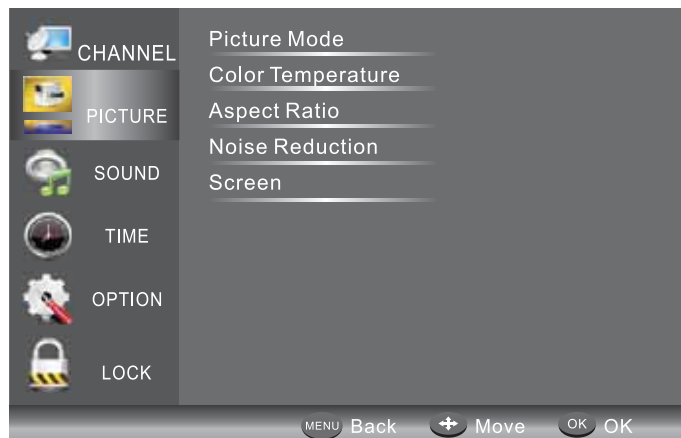 CHANNEL
PICTURE
SOUND
TIME
OPTION
LOCK
Picture Mode
Color Temperature
Aspect Ratio
Noise Reduction
Screen
MENU Back Move OK OK